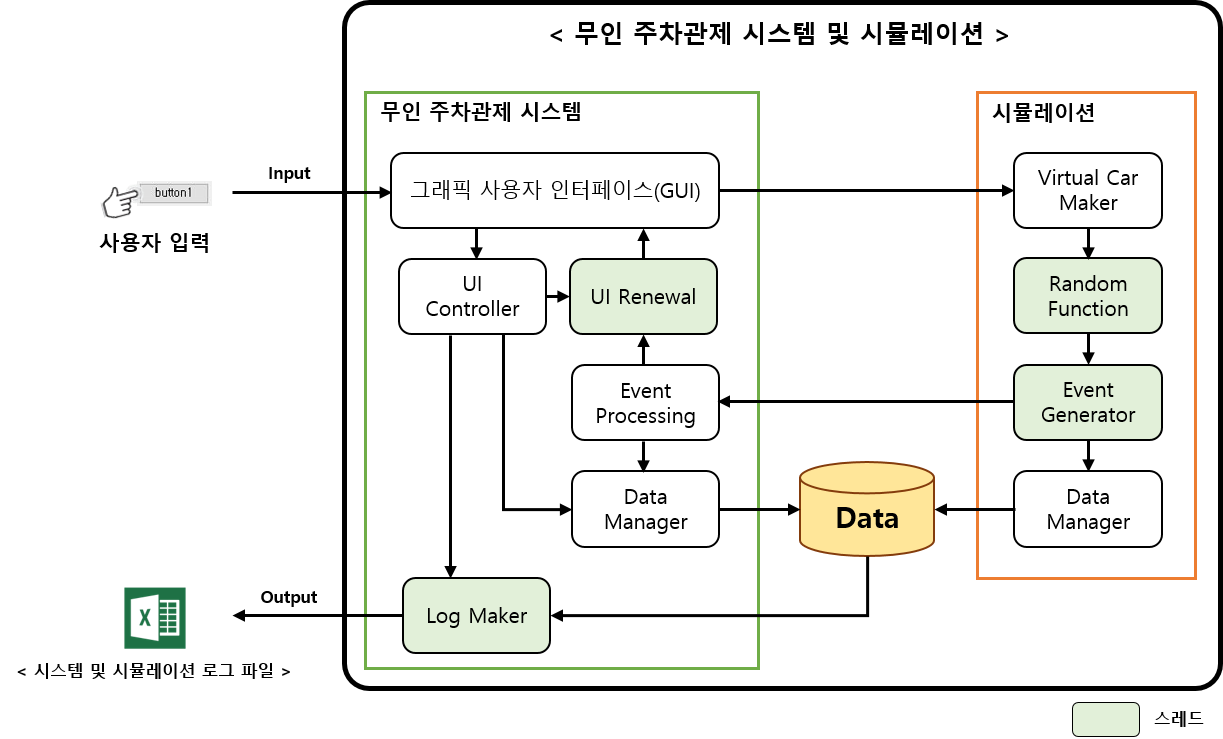 < 무인 주차관제 시스템 및 시뮬레이션 >
무인 주차관제 시스템
시뮬레이션
Input
button1
사용자 입력
그래픽 사용자 인터페이스(GUI)
Virtual Car
Maker
UI
Controller
UI Renewal
Random
Function
Event
Processing
Event
Generator
Data
Manager
Data
Data
Manager
Output
Log Maker
X
< 시스템 및 시뮬레이션 로그 파일 >
스레드